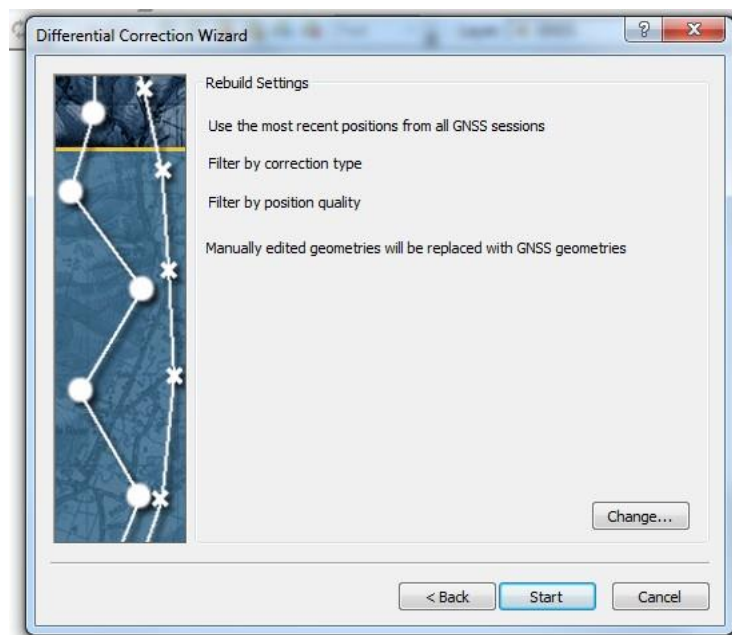 Differential Correction Wizard
Rebuild Settings
Use the most recent positions from all GNSS sessions
Filter by correction type
Filter by position quality
Manually edited geometries will be replaced with GNSS geometries
Change...
< Back
Start
Cancel